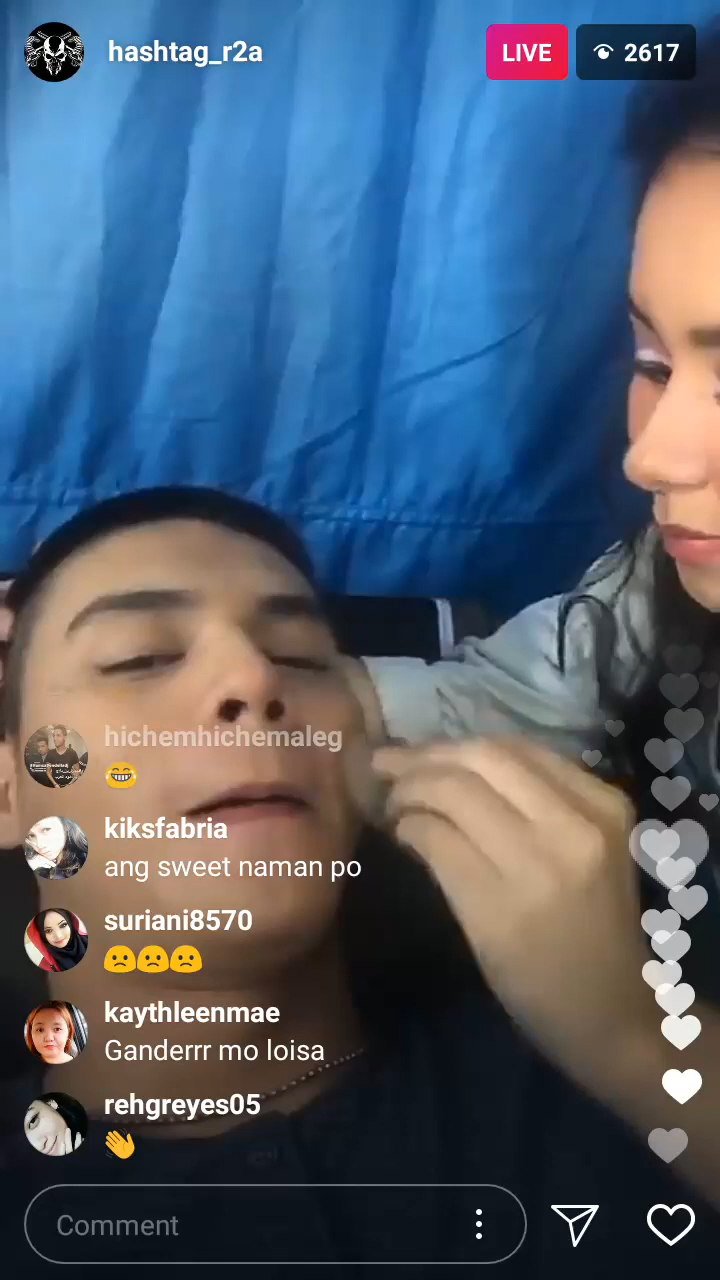 hashtag_r2a
LIVE
2617
hichemhichemaleg
😂
kiksfabria
ang sweet naman po
suriani8570
🙁🙁🙁
kaythleenmae
Ganderrr mo loisa
rehgreyes05
👋
Comment